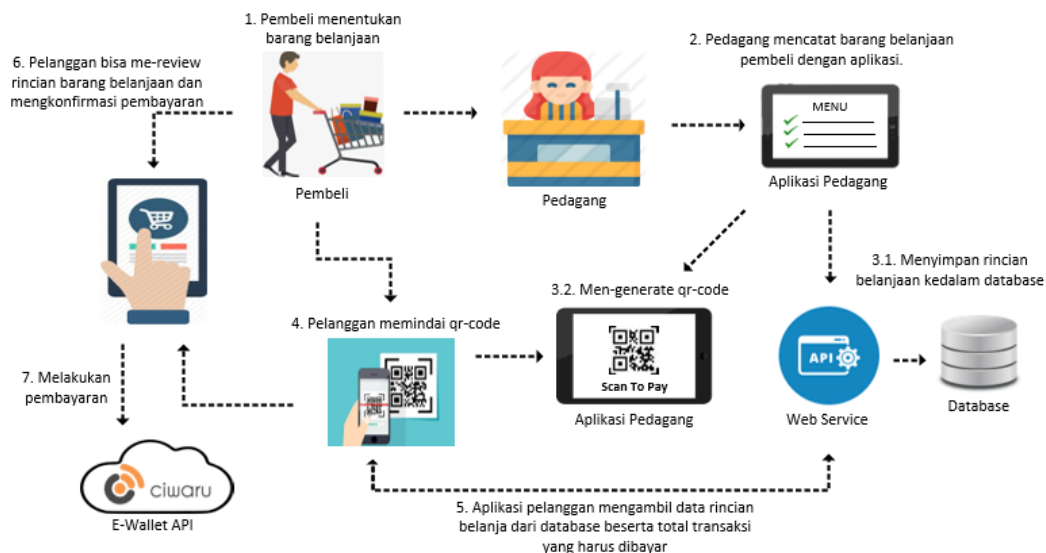 1. Pembeli menentukan
barang belanjaan
6. Pelanggan bisa me-review
rincian barang belanjaan dan
mengkonfirmasi pembayaran
2. Pedagang mencatat barang belanjaan
pembeli dengan aplikasi.
MENU
Pembeli
Pedagang
Aplikasi Pedagang
3.1. Menyimpan rincian
belanjaan kedalam database
3.2. Men-generate qr-code
4. Pelanggan memindai qr-code
API
Scan To Pay
7. Melakukan
pembayaran
Aplikasi Pedagang
Web Service
Database
ciwaru
E-Wallet API
5. Aplikasi pelanggan mengambil data rincian
belanja dari database beserta total transaksi
yang harus dibayar